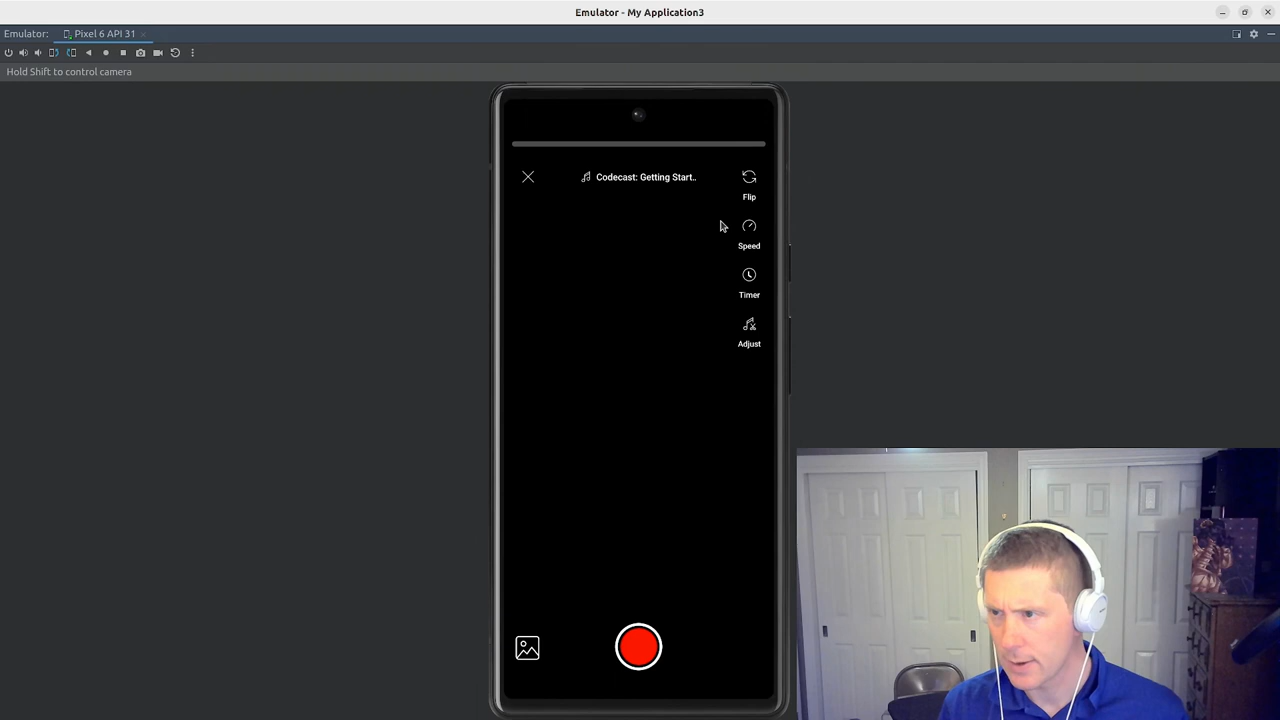 Emulator - My Application3
Emulator:
Pixel 6 API 31
Hold Shift to control camera
Codecast: Getting Start..
Flip
Speed
Timer
Adjust